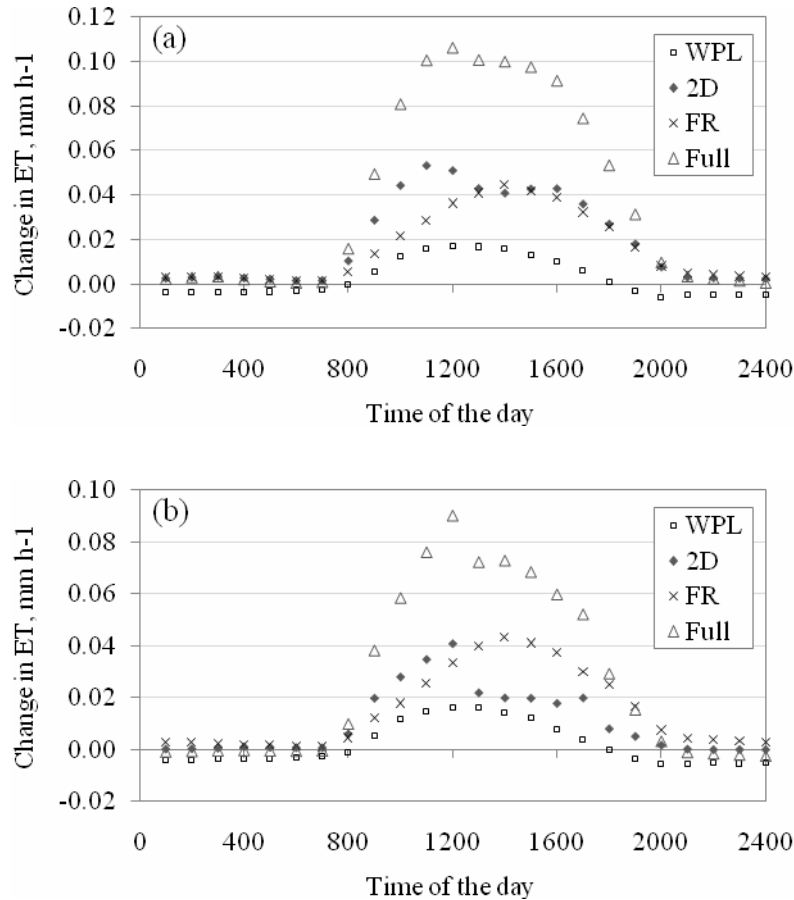 (a)
Change in ET, mm h-1
0.12
0.10
0.08
0.06
0.04
0.02
0.00
-0.02
WPL
2D
FR
Full
0 400 800 1200 1600 2000 2400
Time of the day
(b)
Change in ET, mm h-1
0.10
0.08
0.06
0.04
0.02
0.00
-0.02
WPL
2D
FR
Full
0 400 800 1200 1600 2000 2400
Time of the day